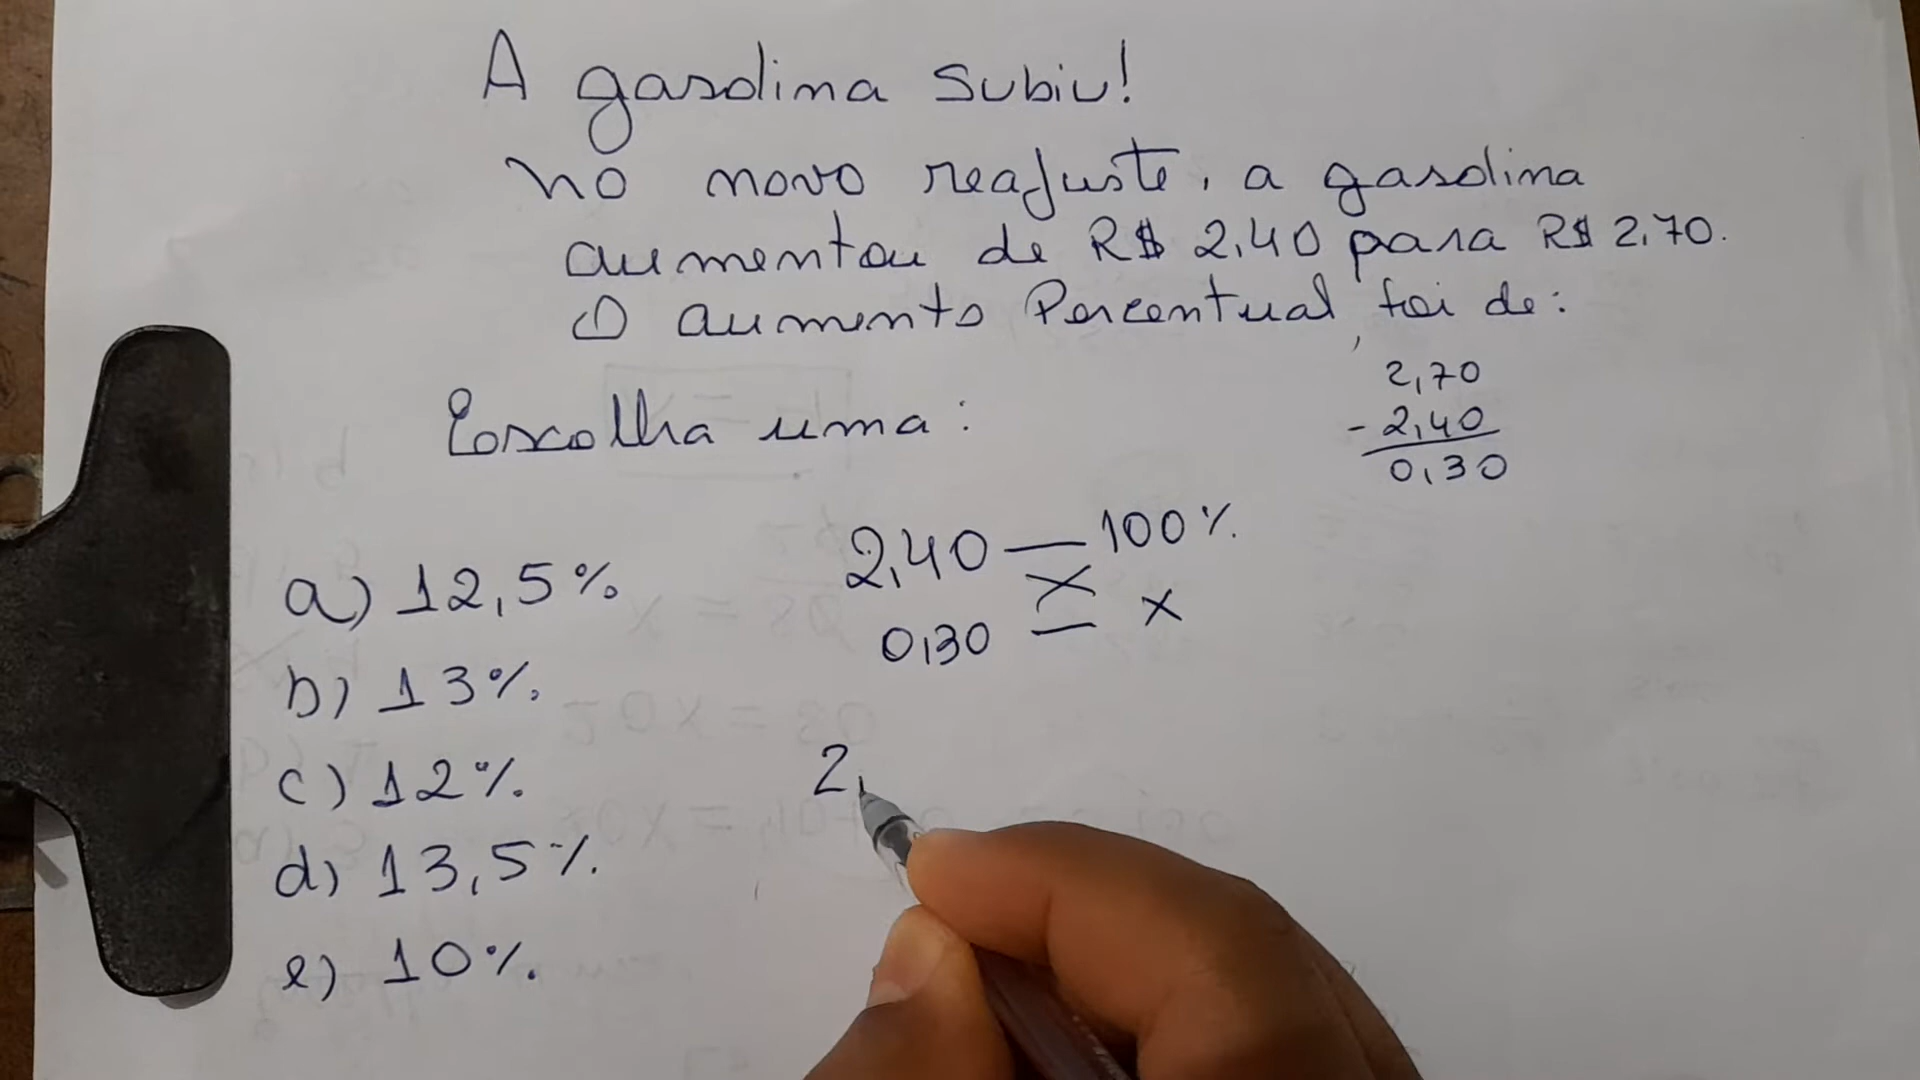 A gasolina subiu!
no novo reajuste, a gasolina
aumentou de R$ 2,40 para R$ 2,70.
O aumento Percentual foi de:
Escolha uma:
2,70
- 2,40
0,30
2,40 — 100%
0,30 — x
a) 12,5%
b) 13%.
c) 12%.
d) 13,5%.
e) 10%.
2,